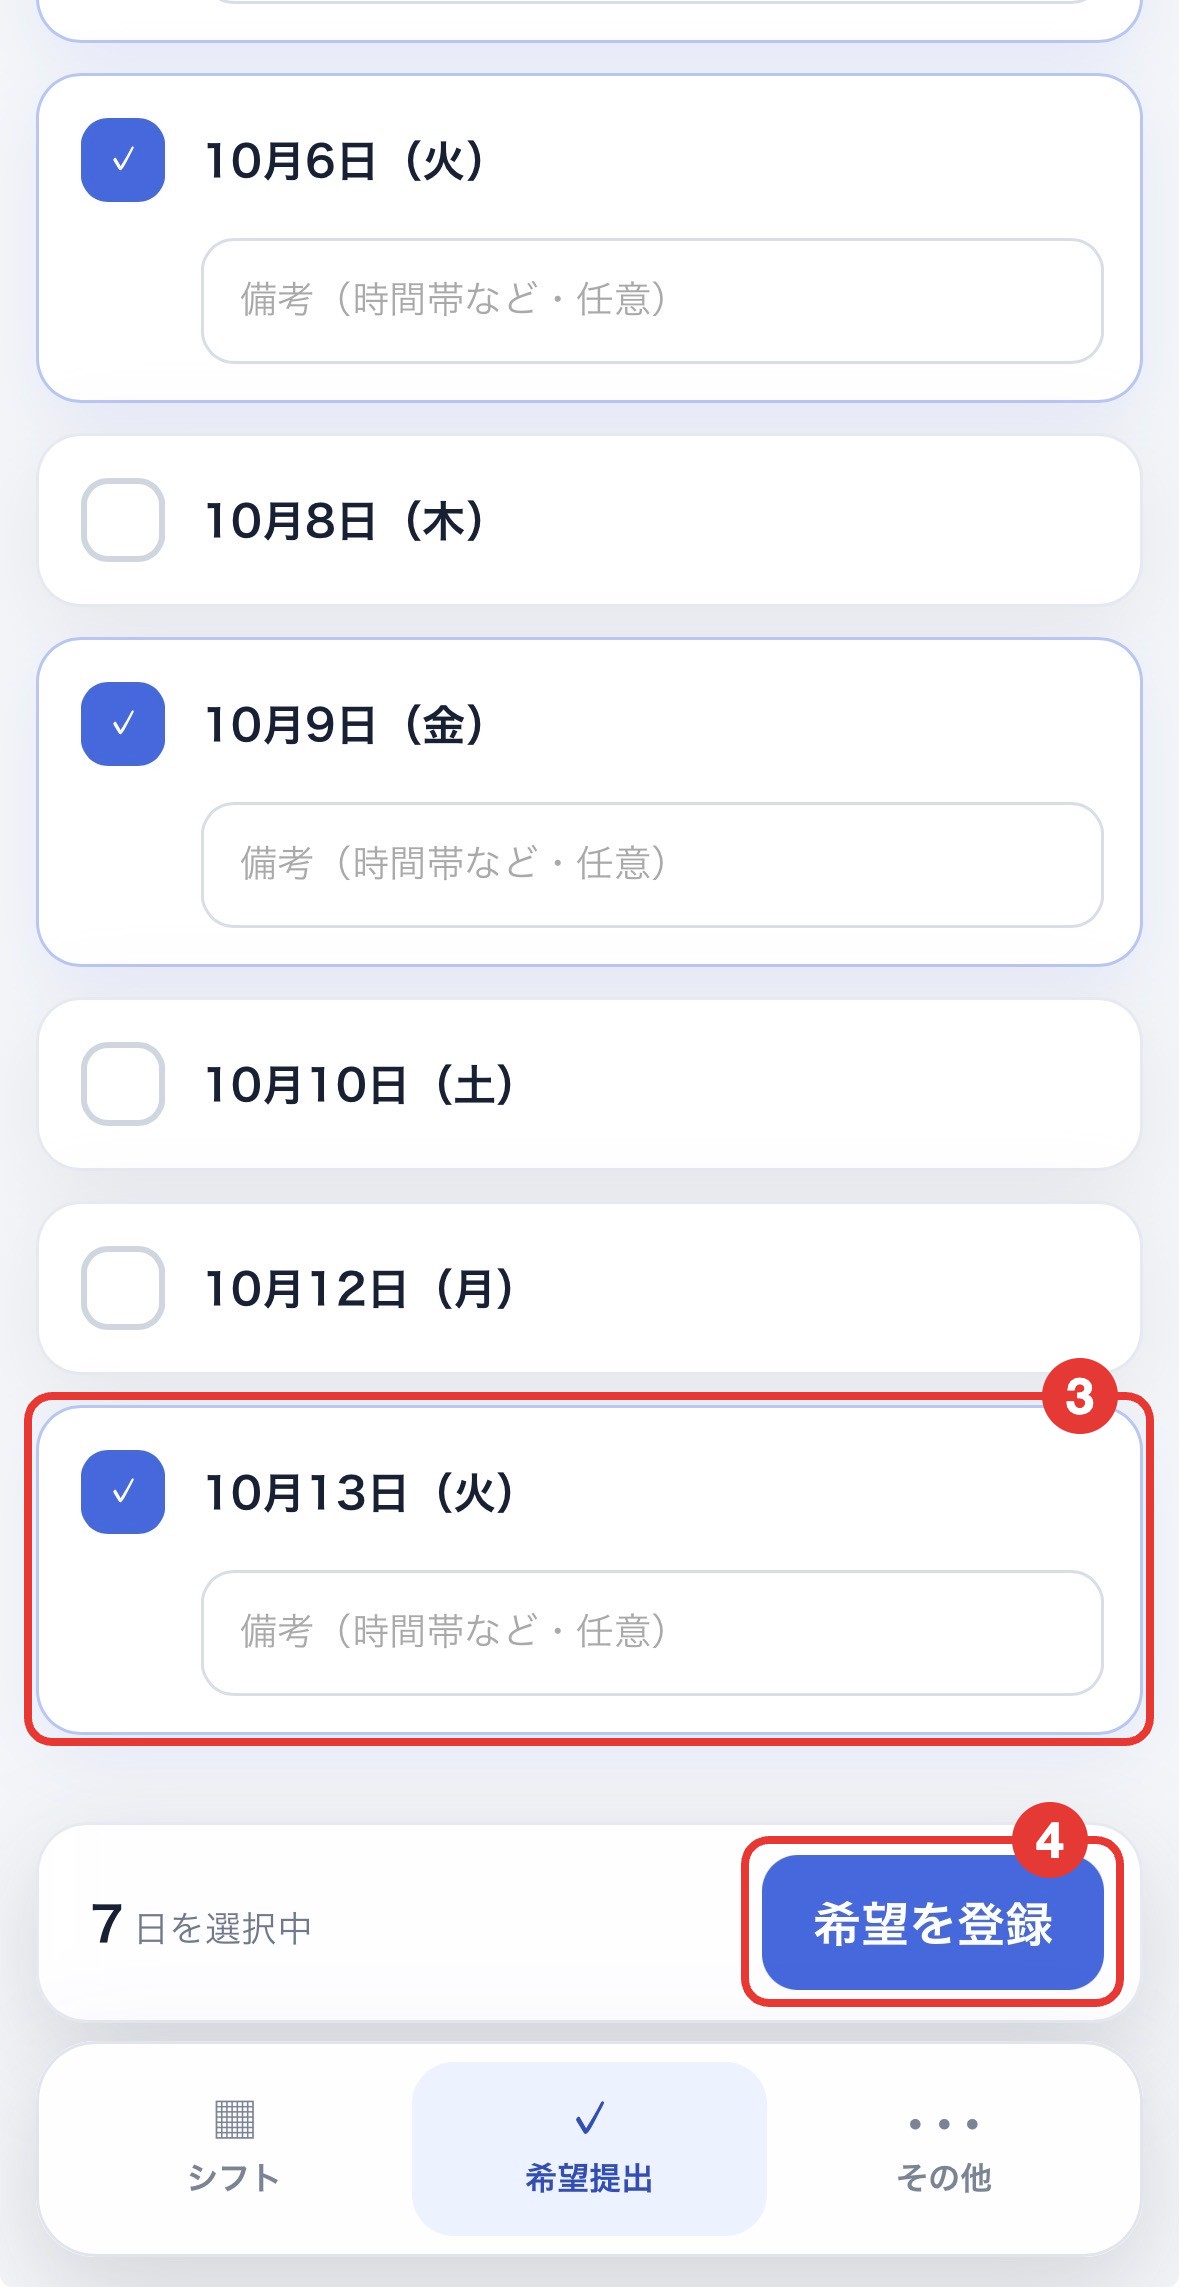 ✓ 10月6日（火）
備考（時間帯など・任意）
10月8日（木）
✓ 10月9日（金）
備考（時間帯など・任意）
10月10日（土）
10月12日（月）
3
✓ 10月13日（火）
備考（時間帯など・任意）
4
7 日を選択中
希望を登録
シフト
希望提出
その他